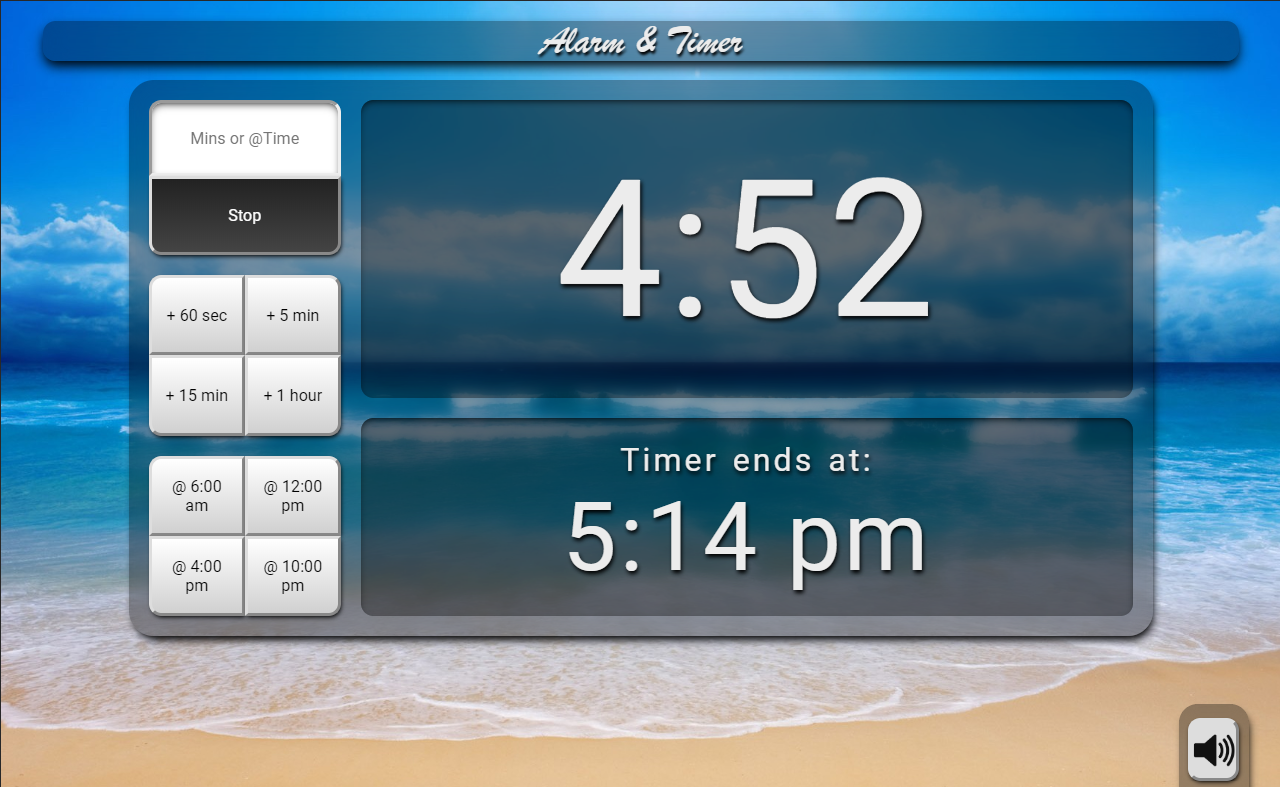 Alarm & Timer
Mins or @Time
Stop
+ 60 sec
+ 5 min
+ 15 min
+ 1 hour
@ 6:00
am
@ 12:00
pm
@ 4:00
pm
@ 10:00
pm
4:52
Timer ends at:
5:14 pm